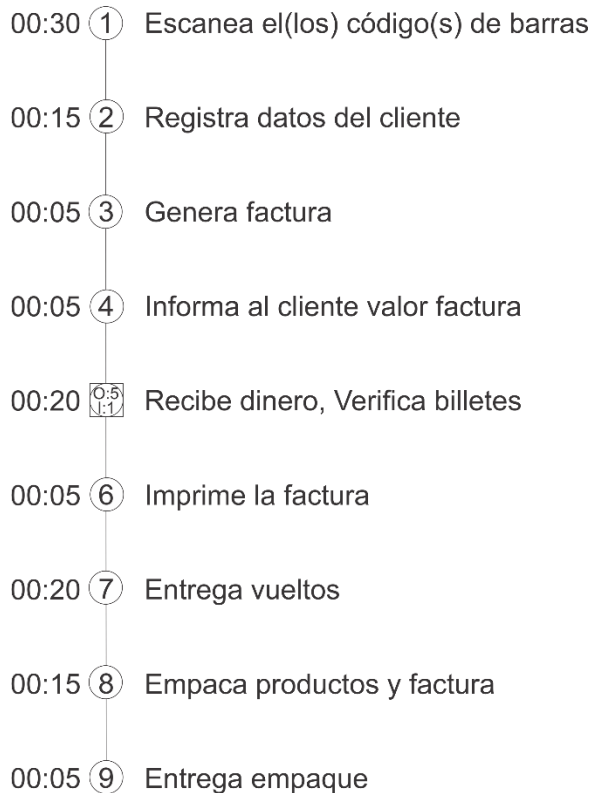 00:30 1 Escanea el(los) código(s) de barras
00:15 2 Registra datos del cliente
00:05 3 Genera factura
00:05 4 Informa al cliente valor factura
00:20 O:5 I:1 Recibe dinero, Verifica billetes
00:05 6 Imprime la factura
00:20 7 Entrega vueltos
00:15 8 Empaca productos y factura
00:05 9 Entrega empaque